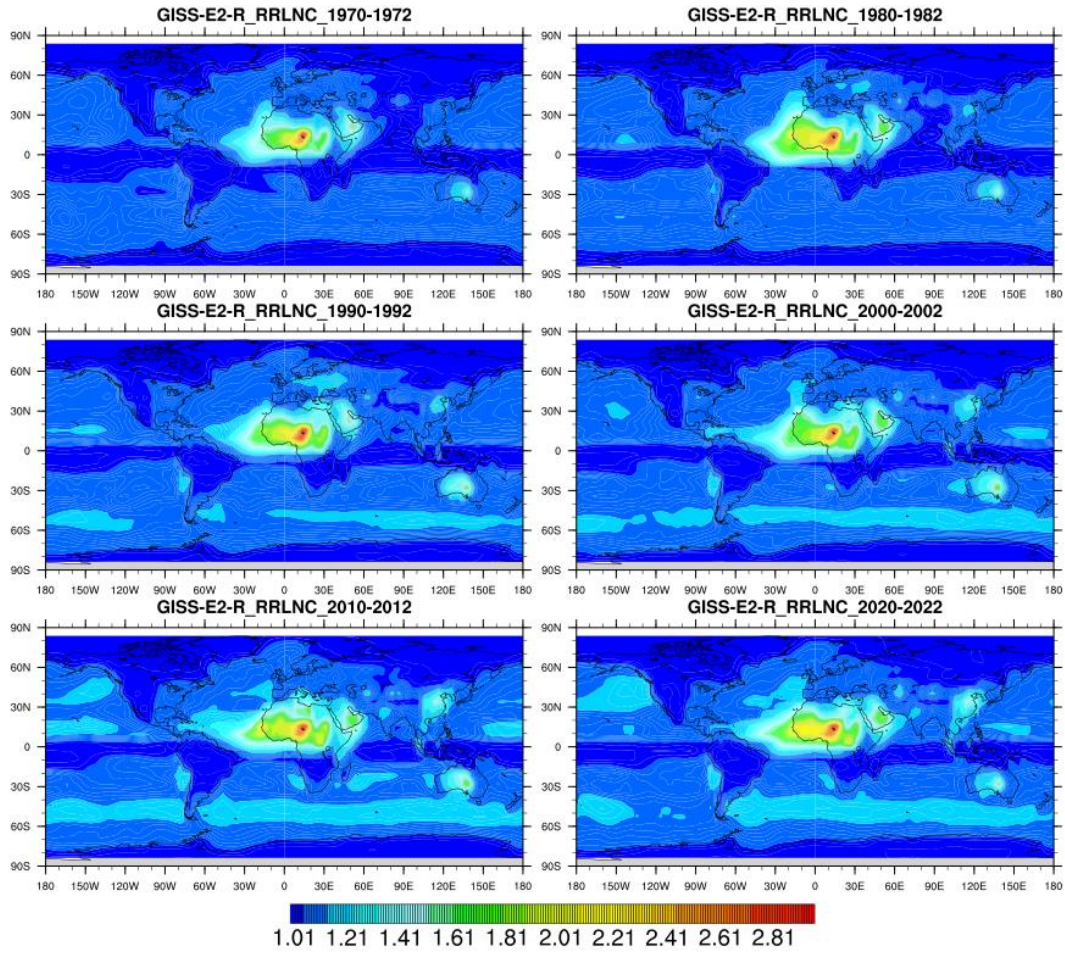 GISS-E2-R_RRLNC_1970-1972 GISS-E2-R_RRLNC_1980-1982
90N 90N
60N 60N
30N 30N
0 0
30S 30S
60S 60S
90S 90S
180 150W 120W 90W 60W 30W 0 30E 60E 90E 120E 150E 180 180 150W 120W 90W 60W 30W 0 30E 60E 90E 120E 150E 180
GISS-E2-R_RRLNC_1990-1992 GISS-E2-R_RRLNC_2000-2002
90N 90N
60N 60N
30N 30N
0 0
30S 30S
60S 60S
90S 90S
180 150W 120W 90W 60W 30W 0 30E 60E 90E 120E 150E 180 180 150W 120W 90W 60W 30W 0 30E 60E 90E 120E 150E 180
GISS-E2-R_RRLNC_2010-2012 GISS-E2-R_RRLNC_2020-2022
90N 90N
60N 60N
30N 30N
0 0
30S 30S
60S 60S
90S 90S
180 150W 120W 90W 60W 30W 0 30E 60E 90E 120E 150E 180 180 150W 120W 90W 60W 30W 0 30E 60E 90E 120E 150E 180
1.01 1.21 1.41 1.61 1.81 2.01 2.21 2.41 2.61 2.81